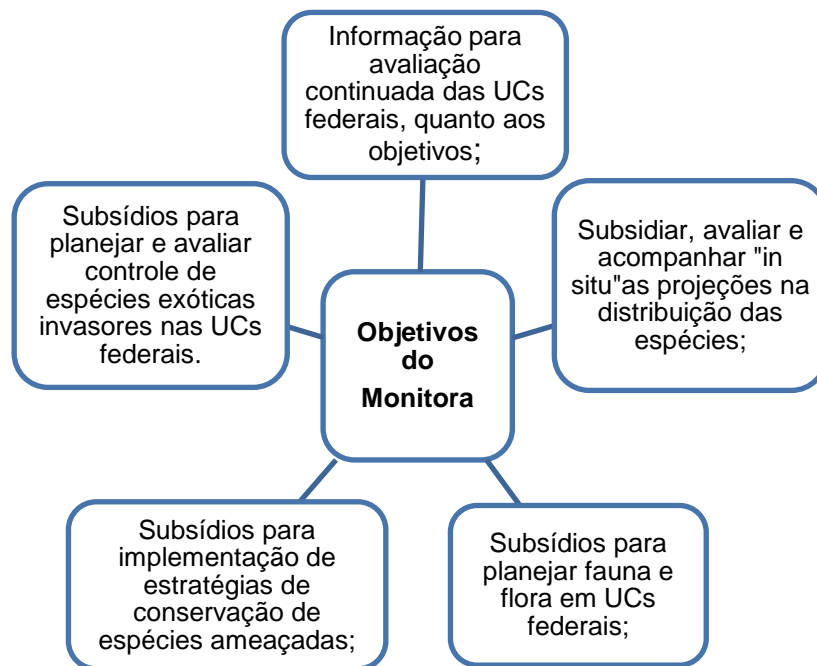 Informação para
avaliação
continuada das UCs
federais, quanto aos
objetivos;
Subsidiar, avaliar e
acompanhar "in
situ"as projeções na
distribuição das
espécies;
Subsídios para
planejar fauna e
flora em UCs
federais;
Subsídios para
implementação de
estratégias de
conservação de
espécies ameaçadas;
Subsídios para
planejar e avaliar
controle de
espécies exóticas
invasores nas UCs
federais.
Objetivos
do
Monitora